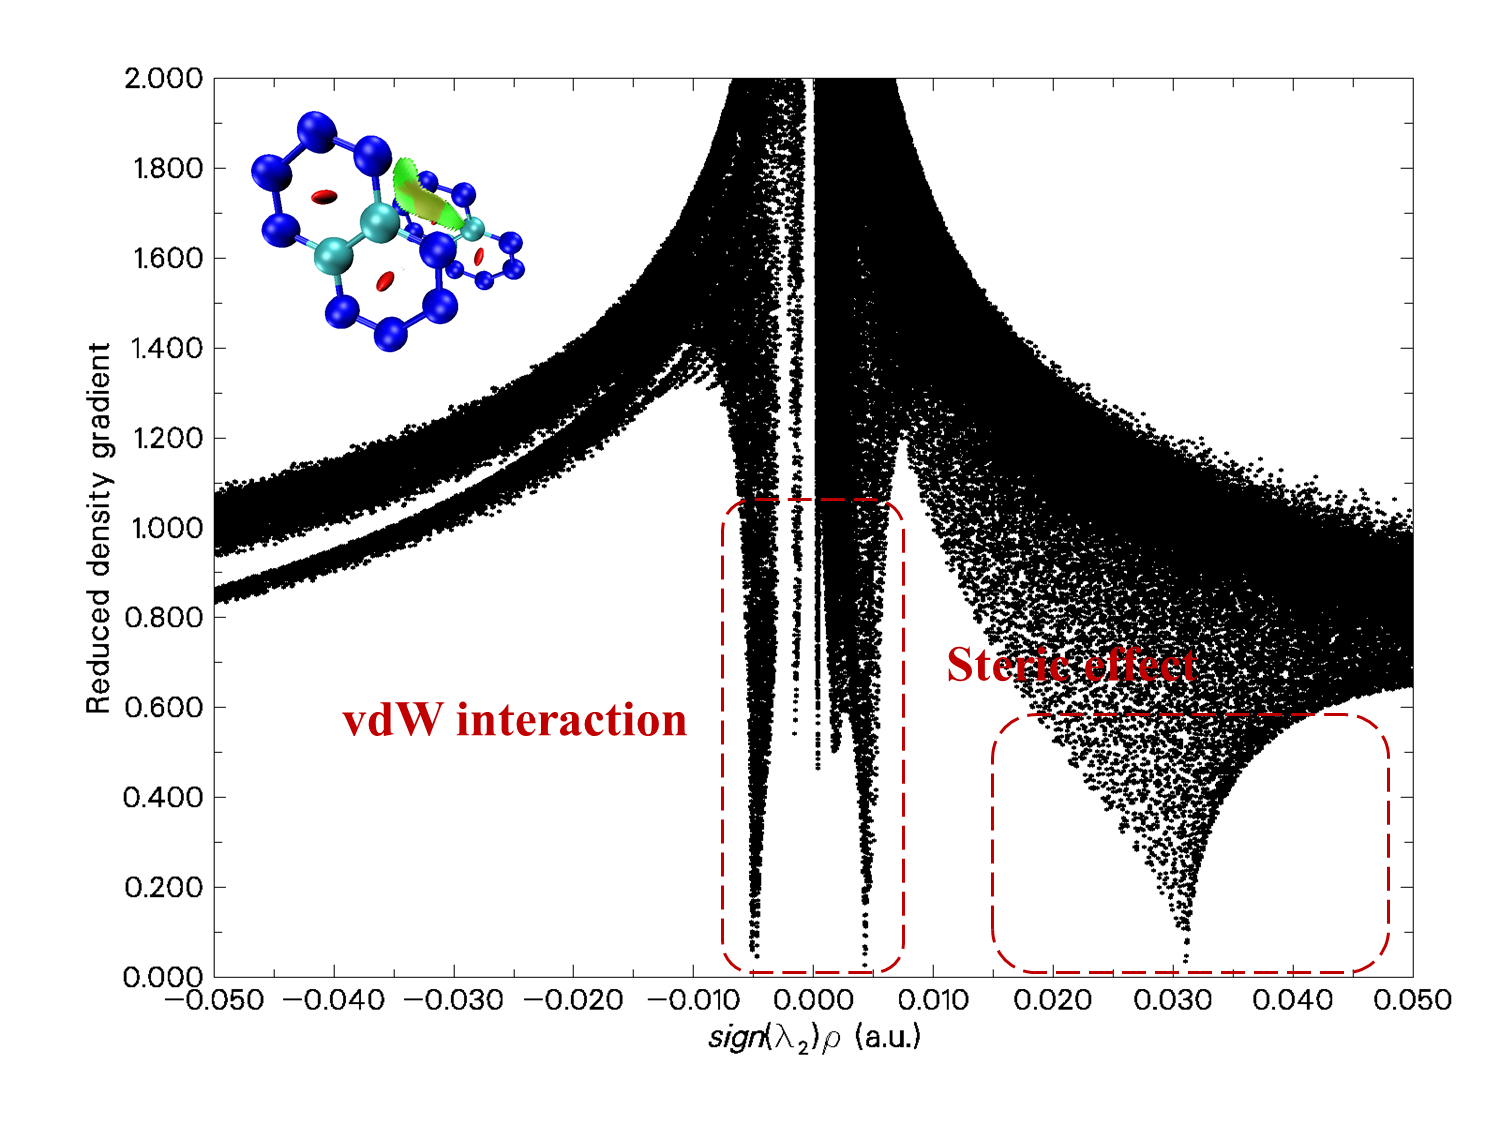 2.000
1.800
1.600
1.400
1.200
1.000
0.800
0.600
0.400
0.200
0.000
Reduced density gradient
vdW interaction
Steric effect
−0.050 −0.040 −0.030 −0.020 −0.010 0.000 0.010 0.020 0.030 0.040 0.050
sign(λ₂)ρ (a.u.)